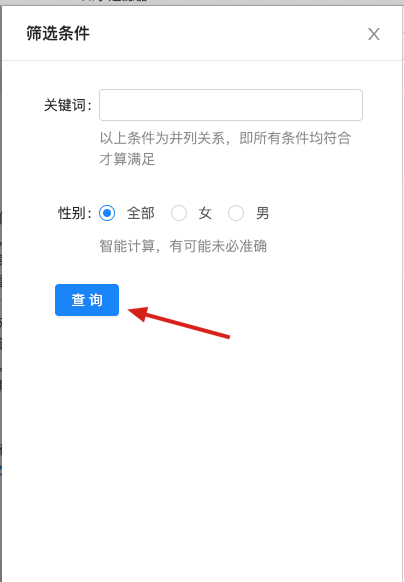 筛选条件
关键词:
以上条件为并列关系，即所有条件均符合
才算满足
性别: 全部 女 男
智能计算，有可能未必准确
查 询